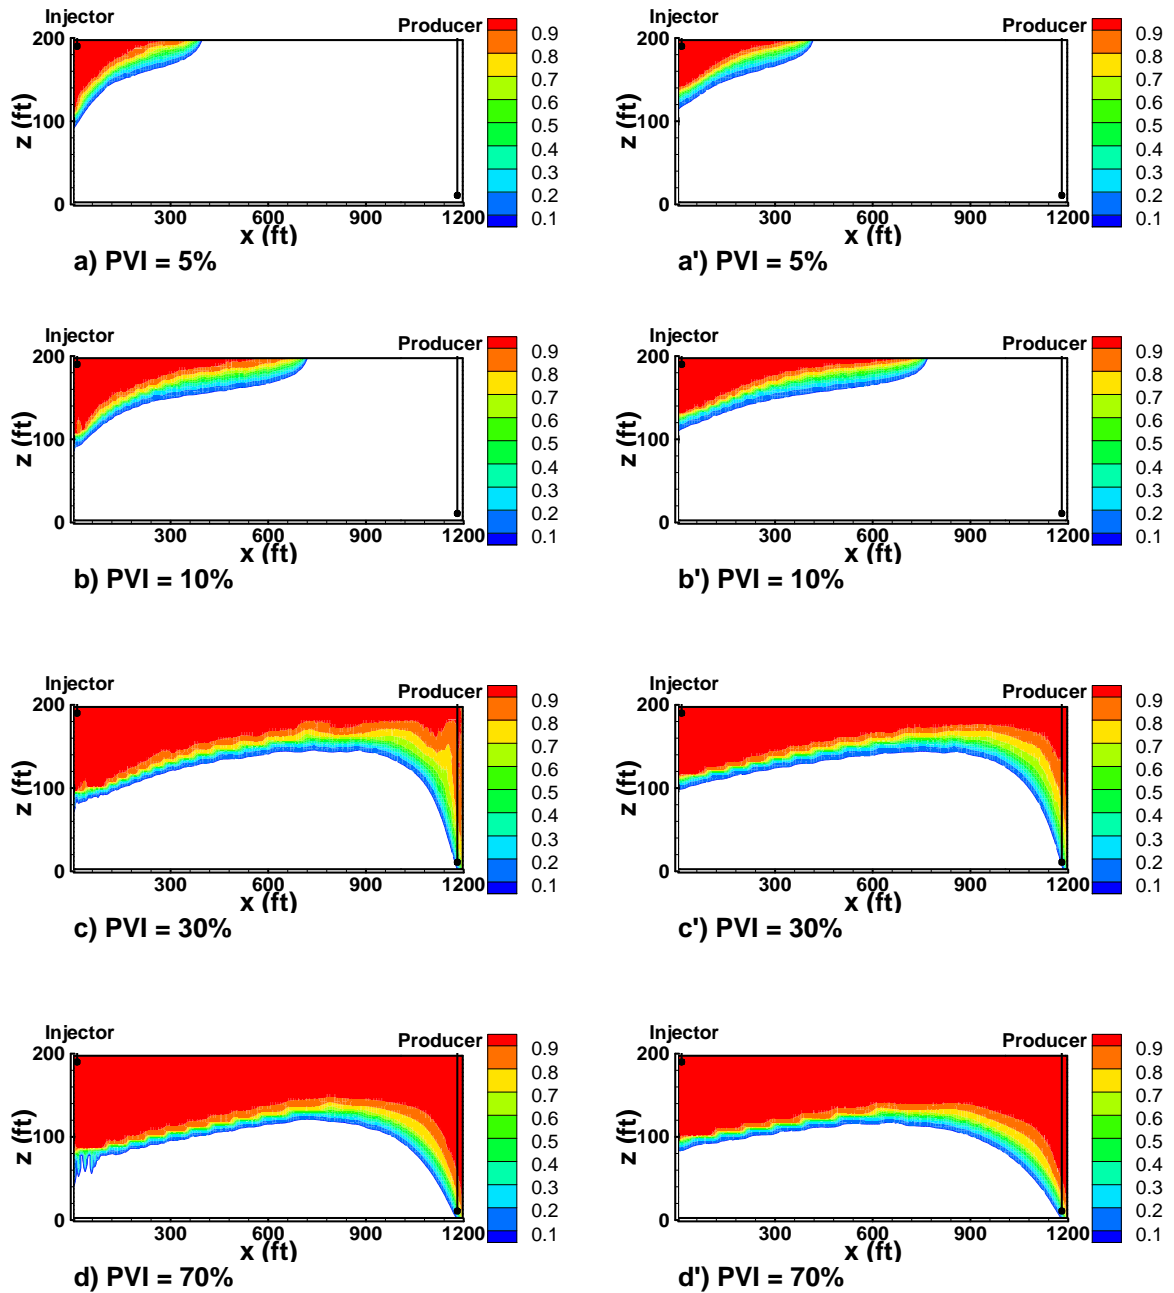 Injector
Producer
200
100
0
z (ft)
300 600 900 1200
x (ft)
0.9
0.8
0.7
0.6
0.5
0.4
0.3
0.2
0.1
a) PVI = 5%
Injector
Producer
200
100
0
z (ft)
300 600 900 1200
x (ft)
0.9
0.8
0.7
0.6
0.5
0.4
0.3
0.2
0.1
a') PVI = 5%
Injector
Producer
200
100
0
z (ft)
300 600 900 1200
x (ft)
0.9
0.8
0.7
0.6
0.5
0.4
0.3
0.2
0.1
b) PVI = 10%
Injector
Producer
200
100
0
z (ft)
300 600 900 1200
x (ft)
0.9
0.8
0.7
0.6
0.5
0.4
0.3
0.2
0.1
b') PVI = 10%
Injector
Producer
200
100
0
z (ft)
300 600 900 1200
x (ft)
0.9
0.8
0.7
0.6
0.5
0.4
0.3
0.2
0.1
c) PVI = 30%
Injector
Producer
200
100
0
z (ft)
300 600 900 1200
x (ft)
0.9
0.8
0.7
0.6
0.5
0.4
0.3
0.2
0.1
c') PVI = 30%
Injector
Producer
200
100
0
z (ft)
300 600 900 1200
x (ft)
0.9
0.8
0.7
0.6
0.5
0.4
0.3
0.2
0.1
d) PVI = 70%
Injector
Producer
200
100
0
z (ft)
300 600 900 1200
x (ft)
0.9
0.8
0.7
0.6
0.5
0.4
0.3
0.2
0.1
d') PVI = 70%